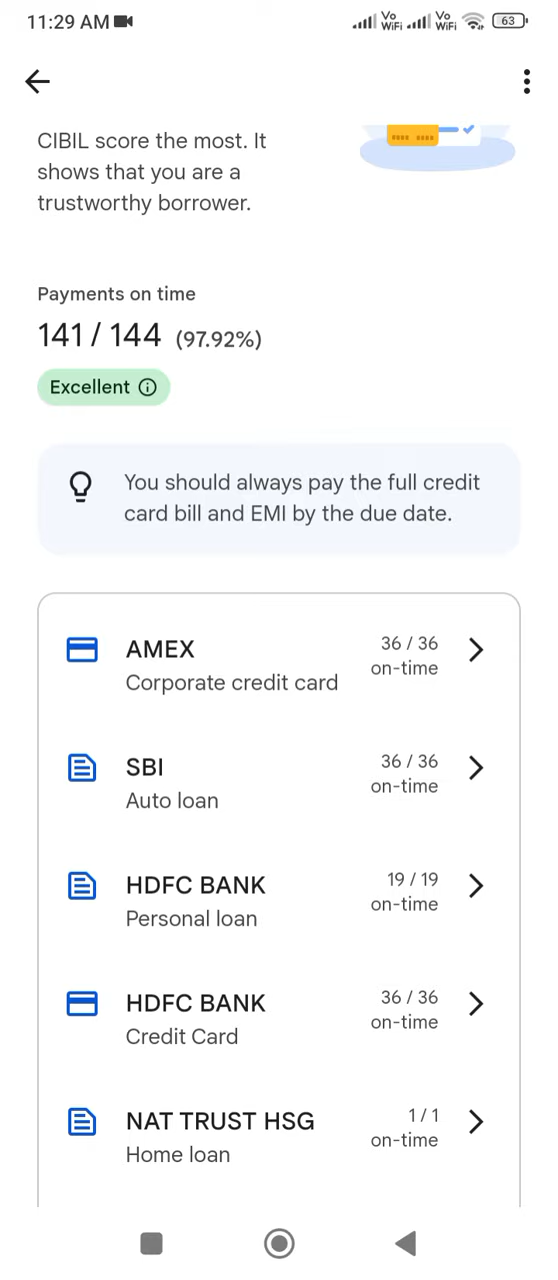 11:29 AM
Vo WiFi
Vo WiFi
63
CIBIL score the most. It
shows that you are a
trustworthy borrower.
Payments on time
141 / 144 (97.92%)
Excellent
You should always pay the full credit
card bill and EMI by the due date.
AMEX
36 / 36
Corporate credit card
on-time
SBI
36 / 36
Auto loan
on-time
HDFC BANK
19 / 19
Personal loan
on-time
HDFC BANK
36 / 36
Credit Card
on-time
NAT TRUST HSG
1 / 1
Home loan
on-time